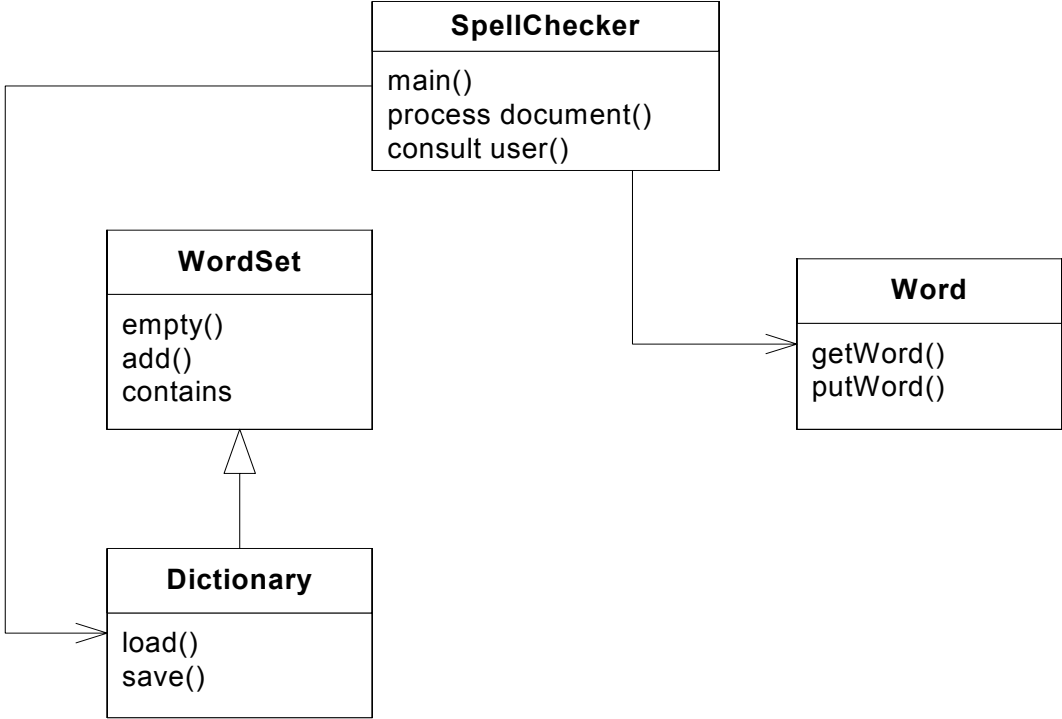 SpellChecker
main()
process document()
consult user()
WordSet
empty()
add()
contains
Word
getWord()
putWord()
Dictionary
load()
save()